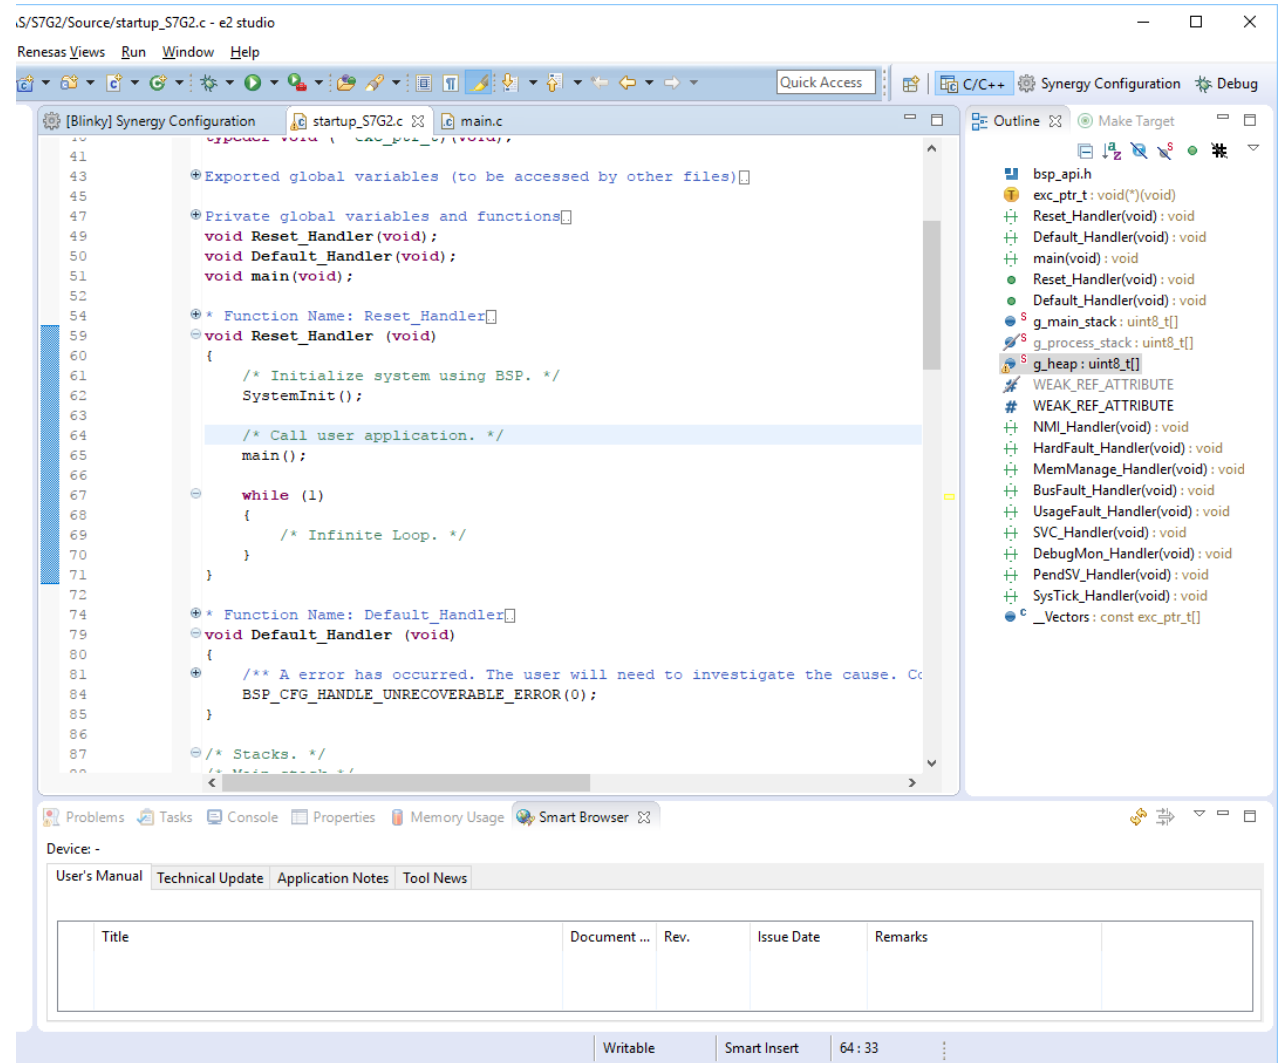 AS/S7G2/Source/startup_S7G2.c - e2 studio
Renesas Views Run Window Help
Quick Access
C/C++ Synergy Configuration Debug
[Blinky] Synergy Configuration startup_S7G2.c main.c
41
43 Exported global variables (to be accessed by other files)
45
47 Private global variables and functions
49 void Reset_Handler(void);
50 void Default_Handler(void);
51 void main(void);
52
54 * Function Name: Reset_Handler
59 void Reset_Handler (void)
60 {
61 /* Initialize system using BSP. */
62 SystemInit();
63
64 /* Call user application. */
65 main();
66
67 while (1)
68 {
69 /* Infinite Loop. */
70 }
71 }
72
74 * Function Name: Default_Handler
79 void Default_Handler (void)
80 {
81 /** A error has occurred. The user will need to investigate the cause. Co
84 BSP_CFG_HANDLE_UNRECOVERABLE_ERROR(0);
85 }
86
87 /* Stacks. */
Outline Make Target
bsp_api.h
exc_ptr_t : void(*)(void)
Reset_Handler(void) : void
Default_Handler(void) : void
main(void) : void
Reset_Handler(void) : void
Default_Handler(void) : void
g_main_stack : uint8_t[]
g_process_stack : uint8_t[]
g_heap : uint8_t[]
WEAK_REF_ATTRIBUTE
WEAK_REF_ATTRIBUTE
NMI_Handler(void) : void
HardFault_Handler(void) : void
MemManage_Handler(void) : void
BusFault_Handler(void) : void
UsageFault_Handler(void) : void
SVC_Handler(void) : void
DebugMon_Handler(void) : void
PendSV_Handler(void) : void
SysTick_Handler(void) : void
__Vectors : const exc_ptr_t[]
Problems Tasks Console Properties Memory Usage Smart Browser
Device: -
User's Manual Technical Update Application Notes Tool News
Title Document ... Rev. Issue Date Remarks
Writable Smart Insert 64 : 33